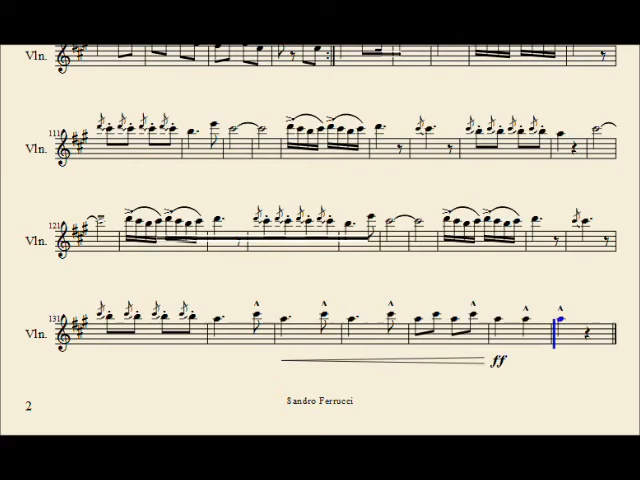 Vln.
111
Vln.
121
Vln.
131
Vln.
ff
Sandro Ferrucci
2